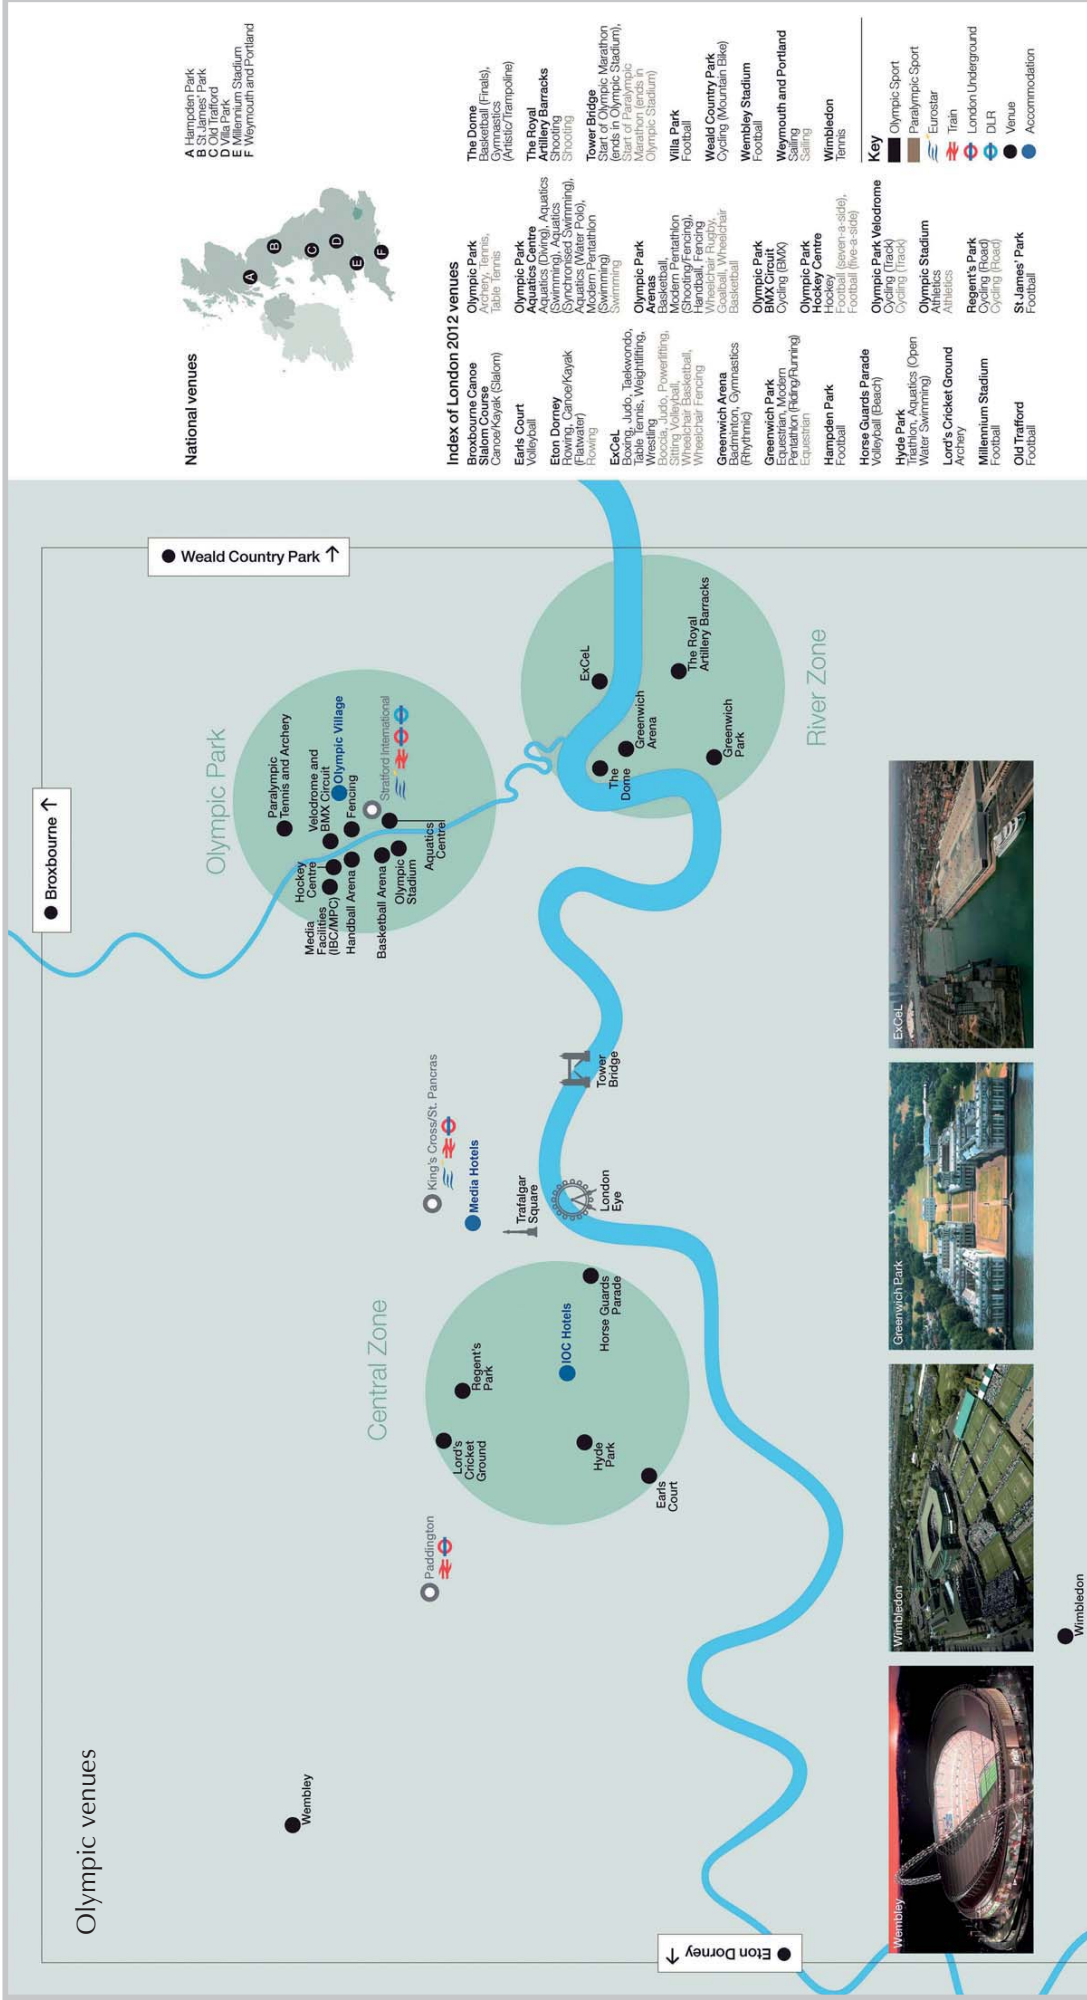 Olympic venues
Broxbourne ↑
Weald Country Park ↑
Eton Dorney ↑
Wembley
Wimbledon
Paddington
King's Cross/St. Pancras
Media Hotels
Central Zone
Lord's
Cricket
Ground
Regent's
Park
Hyde
Park
IOC Hotels
Earls
Court
Horse Guards
Parade
Trafalgar
Square
London
Eye
Tower
Bridge
Olympic Park
Paralympic
Tennis and Archery
Hockey
Centre
Velodrome and
BMX Circuit
Olympic Village
Media
Facilities
(IBC/MPC)
Handball Arena
Fencing
Stratford International
Basketball Arena
Olympic
Stadium
Aquatics
Centre
River Zone
ExCeL
The
Dome
Greenwich
Arena
The Royal
Artillery Barracks
Greenwich
Park
Wembley
Wimbledon
Greenwich Park
ExCeL
National venues
A Hampden Park
B St James' Park
C Old Trafford
D Villa Park
E Millennium Stadium
F Weymouth and Portland
A
B
C
D
E
F
Index of London 2012 venues
Broxbourne Canoe
Slalom Course
Canoe/Kayak (Slalom)
Earls Court
Volleyball
Eton Dorney
Rowing, Canoe/Kayak
(Flatwater)
Rowing
ExCeL
Boxing, Judo, Taekwondo,
Table Tennis, Weightlifting,
Wrestling
Boccia, Judo, Powerlifting,
Sitting Volleyball,
Wheelchair Basketball,
Wheelchair Fencing
Greenwich Arena
Badminton, Gymnastics
(Rhythmic)
Greenwich Park
Equestrian, Modern
Pentathlon (Riding/Running)
Equestrian
Hampden Park
Football
Horse Guards Parade
Volleyball (Beach)
Hyde Park
Triathlon, Aquatics (Open
Water Swimming)
Lord's Cricket Ground
Archery
Millennium Stadium
Football
Old Trafford
Football
Olympic Park
Archery, Tennis,
Table Tennis
Olympic Park
Aquatics Centre
Aquatics (Diving), Aquatics
(Swimming), Aquatics
(Synchronised Swimming),
Aquatics (Water Polo),
Modern Pentathlon
(Swimming)
Swimming
Olympic Park
Arenas
Basketball,
Modern Pentathlon
(Shooting/Fencing),
Handball, Fencing
Wheelchair Rugby,
Goalball, Wheelchair
Basketball
Olympic Park
BMX Circuit
Cycling (BMX)
Olympic Park
Hockey Centre
Hockey
Football (seven-a-side),
Football (five-a-side)
Olympic Park Velodrome
Cycling (Track)
Cycling (Track)
Olympic Stadium
Athletics
Athletics
Regent's Park
Cycling (Road)
Cycling (Road)
St James' Park
Football
The Dome
Basketball (Finals),
Gymnastics
(Artistic/Trampoline)
The Royal
Artillery Barracks
Shooting
Shooting
Tower Bridge
Start of Olympic Marathon
(ends in Olympic Stadium),
Start of Paralympic
Marathon (ends in
Olympic Stadium)
Villa Park
Football
Weald Country Park
Cycling (Mountain Bike)
Wembley Stadium
Football
Weymouth and Portland
Sailing
Sailing
Wimbledon
Tennis
Key
Olympic Sport
Paralympic Sport
Eurostar
Train
London Underground
DLR
Venue
Accommodation